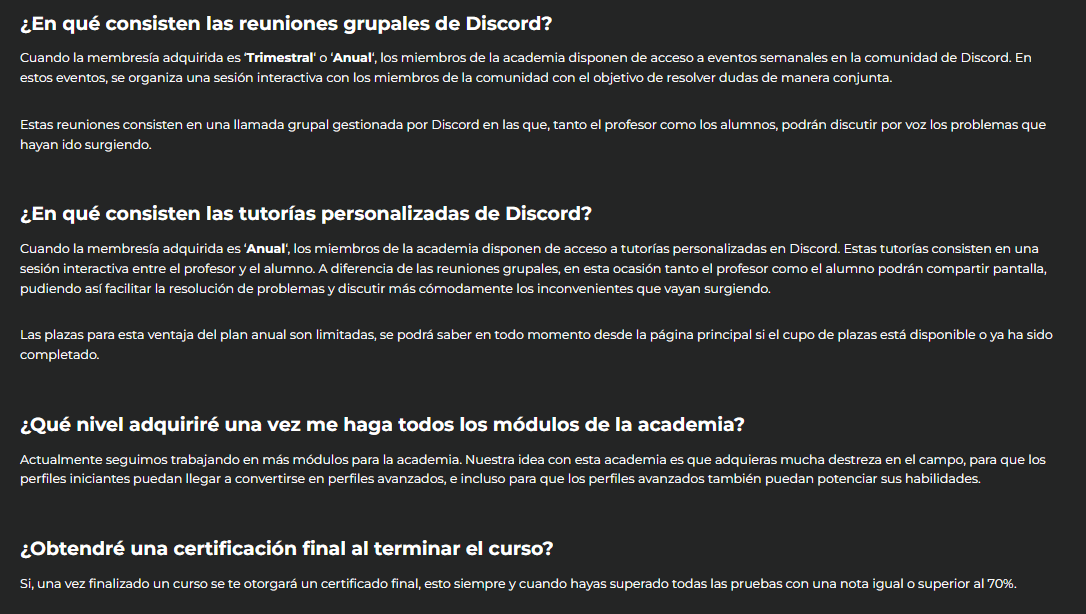 ¿En qué consisten las reuniones grupales de Discord?
Cuando la membresía adquirida es ‘Trimestral‘ o ‘Anual‘, los miembros de la academia disponen de acceso a eventos semanales en la comunidad de Discord. En
estos eventos, se organiza una sesión interactiva con los miembros de la comunidad con el objetivo de resolver dudas de manera conjunta.
Estas reuniones consisten en una llamada grupal gestionada por Discord en las que, tanto el profesor como los alumnos, podrán discutir por voz los problemas que
hayan ido surgiendo.
¿En qué consisten las tutorías personalizadas de Discord?
Cuando la membresía adquirida es ‘Anual‘, los miembros de la academia disponen de acceso a tutorías personalizadas en Discord. Estas tutorías consisten en una
sesión interactiva entre el profesor y el alumno. A diferencia de las reuniones grupales, en esta ocasión tanto el profesor como el alumno podrán compartir pantalla,
pudiendo así facilitar la resolución de problemas y discutir más cómodamente los inconvenientes que vayan surgiendo.
Las plazas para esta ventaja del plan anual son limitadas, se podrá saber en todo momento desde la página principal si el cupo de plazas está disponible o ya ha sido
completado.
¿Qué nivel adquiriré una vez me haga todos los módulos de la academia?
Actualmente seguimos trabajando en más módulos para la academia. Nuestra idea con esta academia es que adquieras mucha destreza en el campo, para que los
perfiles iniciantes puedan llegar a convertirse en perfiles avanzados, e incluso para que los perfiles avanzados también puedan potenciar sus habilidades.
¿Obtendré una certificación final al terminar el curso?
Si, una vez finalizado un curso se te otorgará un certificado final, esto siempre y cuando hayas superado todas las pruebas con una nota igual o superior al 70%.